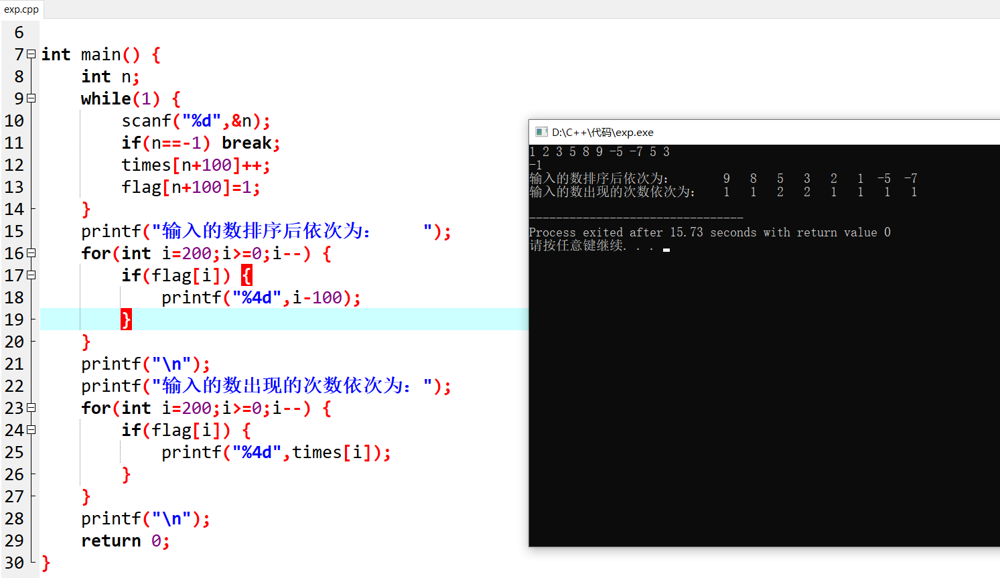 exp.cpp
6
7 int main() {
8     int n;
9     while(1) {
10         scanf("%d",&n);
11         if(n==-1) break;
12         times[n+100]++;
13         flag[n+100]=1;
14     }
15     printf("输入的数排序后依次为:     ");
16     for(int i=200;i>=0;i--) {
17         if(flag[i]) {
18             printf("%4d",i-100);
19         }
20     }
21     printf("\n");
22     printf("输入的数出现的次数依次为: ");
23     for(int i=200;i>=0;i--) {
24         if(flag[i]) {
25             printf("%4d",times[i]);
26         }
27     }
28     printf("\n");
29     return 0;
30 }
D:\C++\代码\exp.exe
1 2 3 5 8 9 -5 -7 5 3
-1
输入的数排序后依次为:        9   8   5   3   2   1  -5  -7
输入的数出现的次数依次为:    1   1   2   2   1   1   1   1
--------------------------------
Process exited after 15.73 seconds with return value 0
请按任意键继续. . .